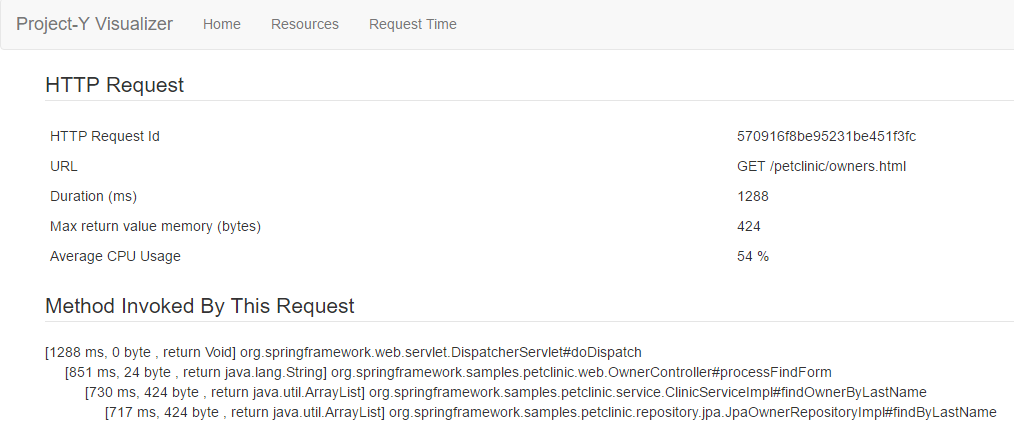 Project-Y Visualizer Home Resources Request Time
HTTP Request
HTTP Request Id 570916f8be95231be451f3fc
URL GET /petclinic/owners.html
Duration (ms) 1288
Max return value memory (bytes) 424
Average CPU Usage 54 %
Method Invoked By This Request
[1288 ms, 0 byte , return Void] org.springframework.web.servlet.DispatcherServlet#doDispatch
[851 ms, 24 byte , return java.lang.String] org.springframework.samples.petclinic.web.OwnerController#processFindForm
[730 ms, 424 byte , return java.util.ArrayList] org.springframework.samples.petclinic.service.ClinicServiceImpl#findOwnerByLastName
[717 ms, 424 byte , return java.util.ArrayList] org.springframework.samples.petclinic.repository.jpa.JpaOwnerRepositoryImpl#findByLastName